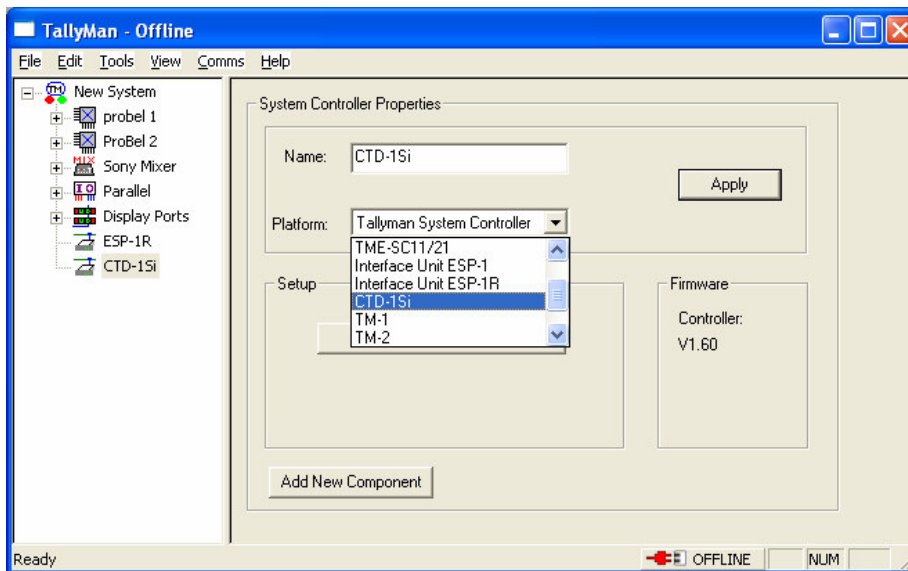 TallyMan - Offline
File Edit Tools View Comms Help
New System
probel 1
ProBel 2
MIX
Sony Mixer
Parallel
Display Ports
ESP-1R
CTD-1Si
System Controller Properties
Name: CTD-1Si
Apply
Platform: Tallyman System Controller
TME-SC11/21
Interface Unit ESP-1
Interface Unit ESP-1R
CTD-1Si
TM-1
TM-2
Setup
Firmware
Controller:
V1.60
Add New Component
Ready OFFLINE NUM